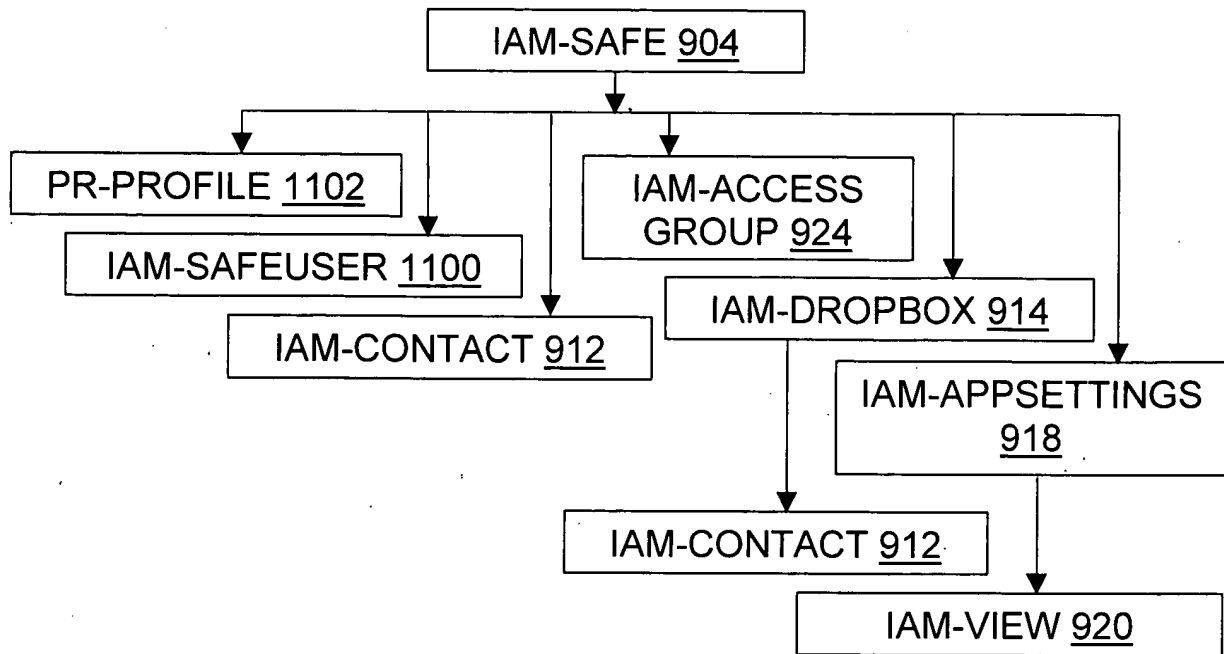 IAM-SAFE 904
PR-PROFILE 1102
IAM-ACCESS
GROUP 924
IAM-SAFEUSER 1100
IAM-DROPBOX 914
IAM-CONTACT 912
IAM-APPSETTINGS
918
IAM-CONTACT 912
IAM-VIEW 920